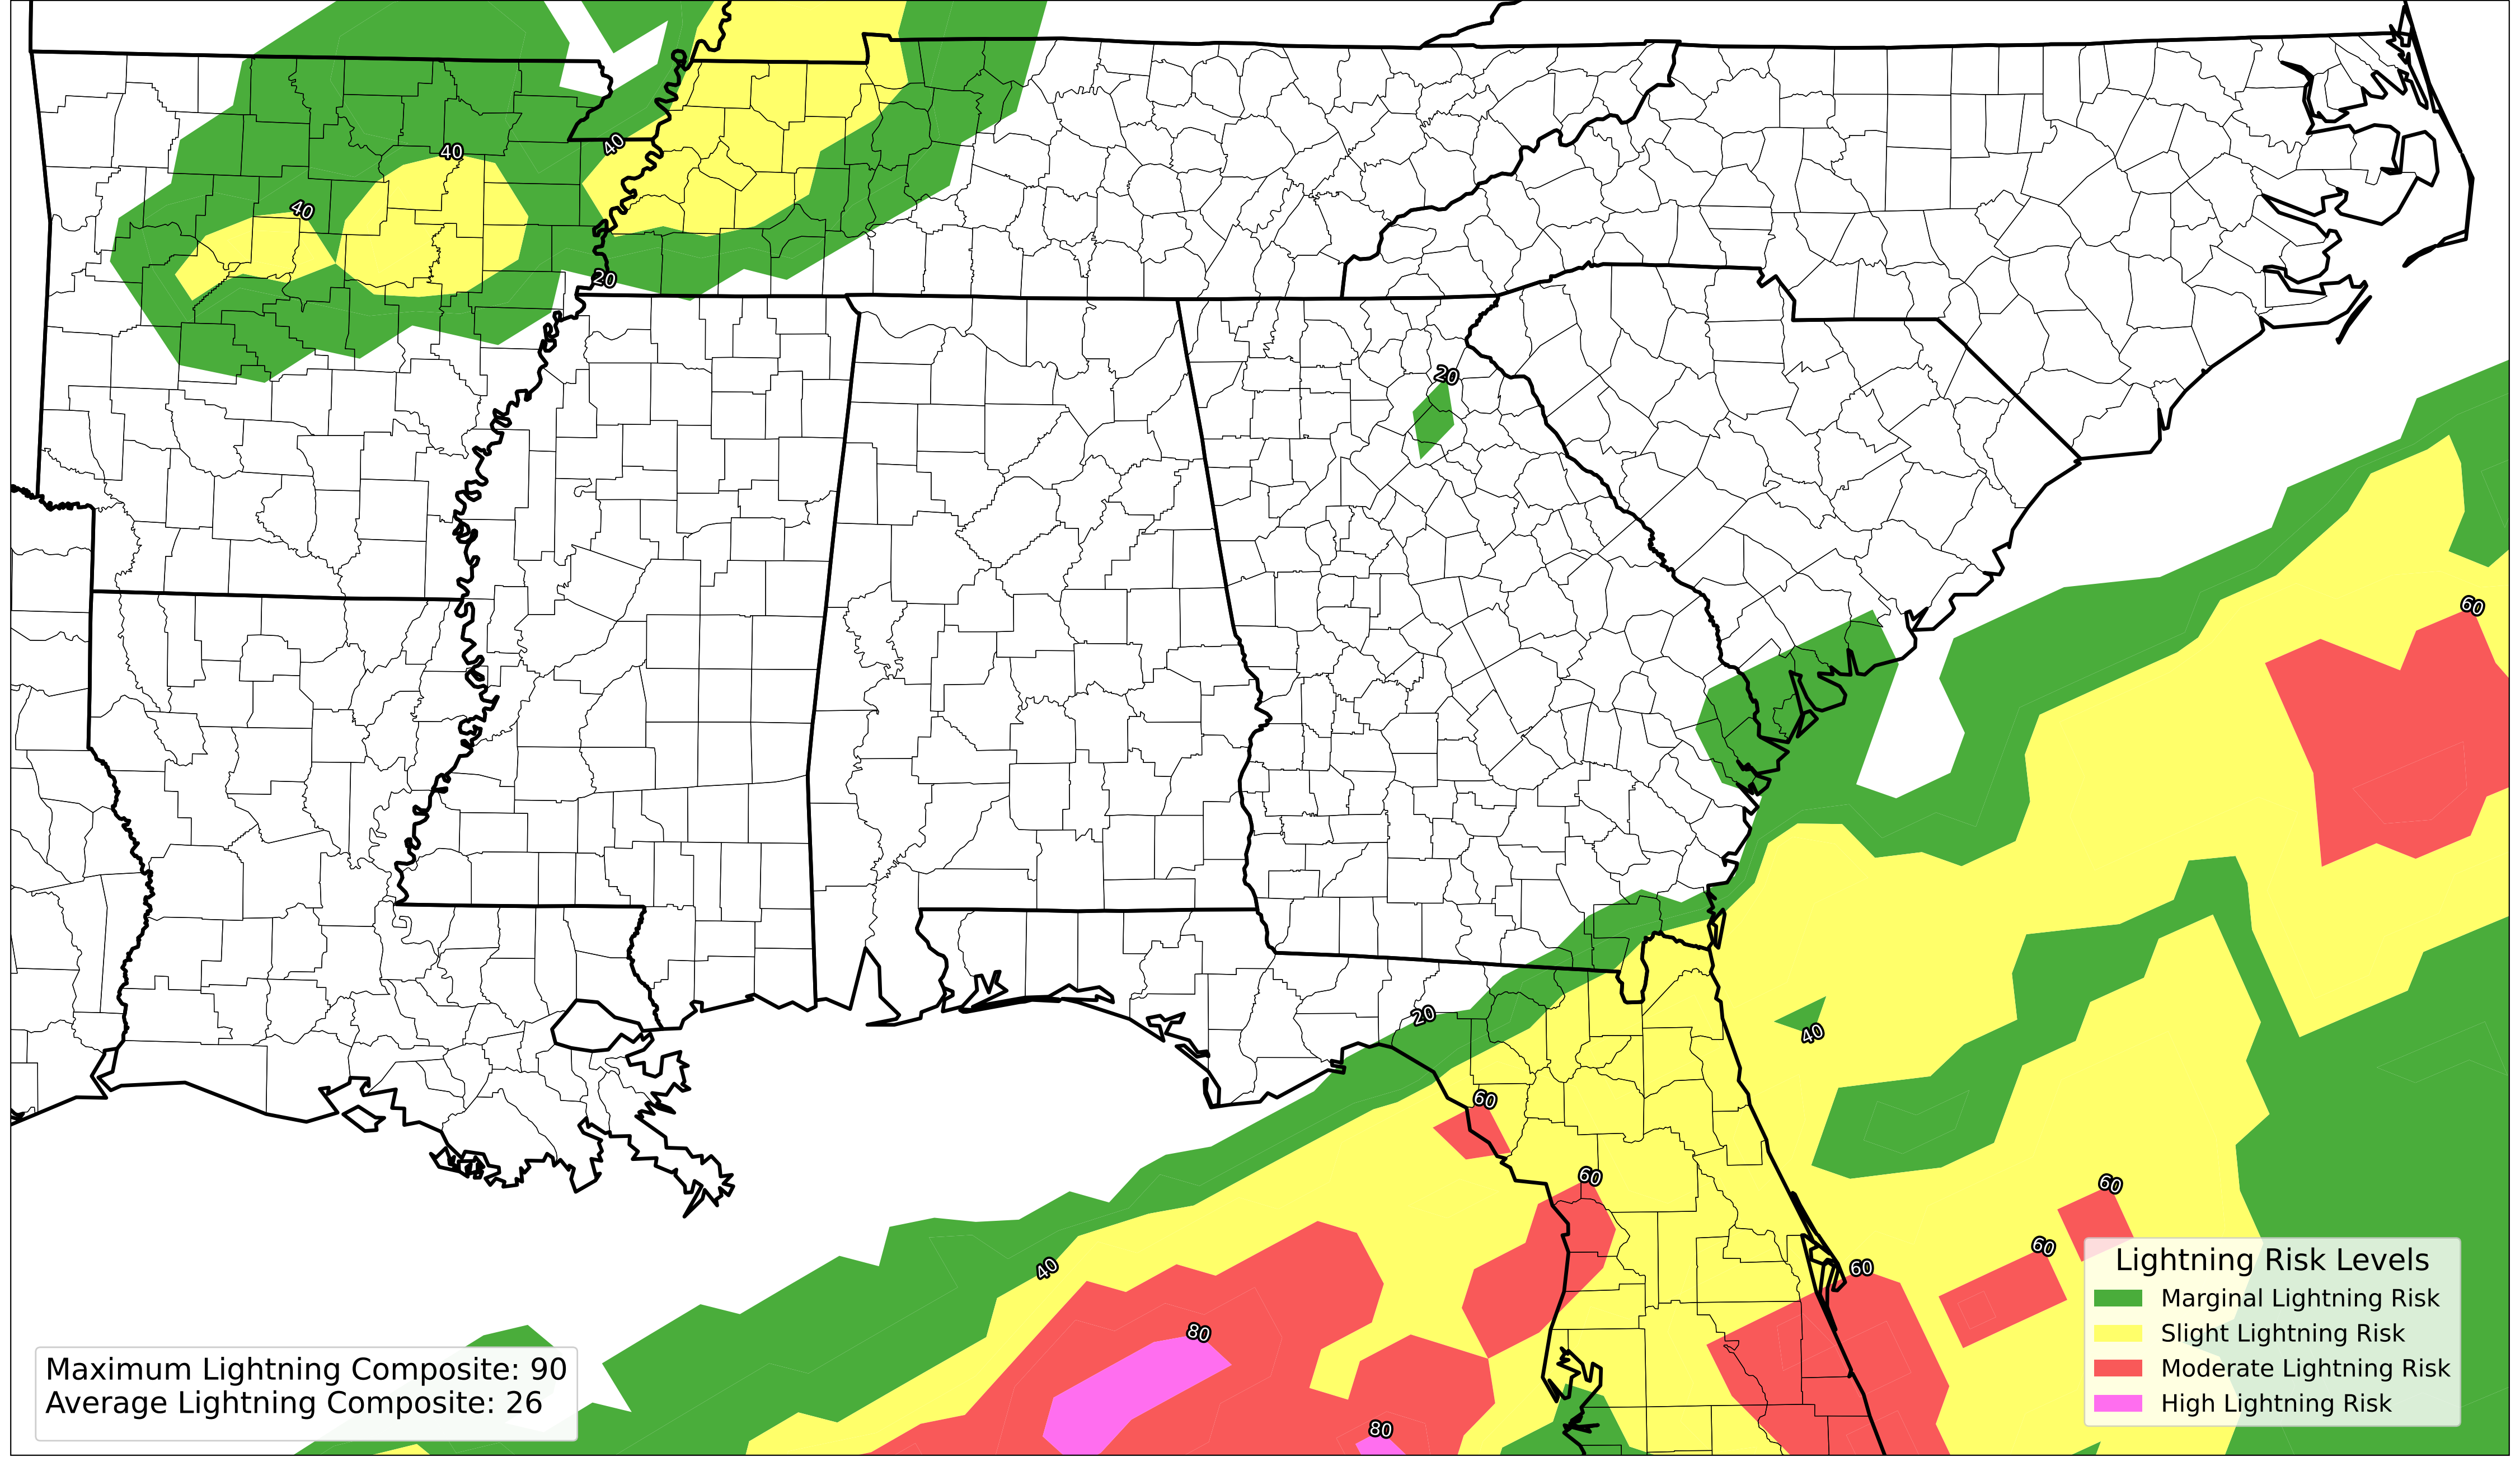 40
40
40
20
20
60
20
40
60
60
60
40
60
60
80
80
Maximum Lightning Composite: 90
Average Lightning Composite: 26
Lightning Risk Levels
Marginal Lightning Risk
Slight Lightning Risk
Moderate Lightning Risk
High Lightning Risk